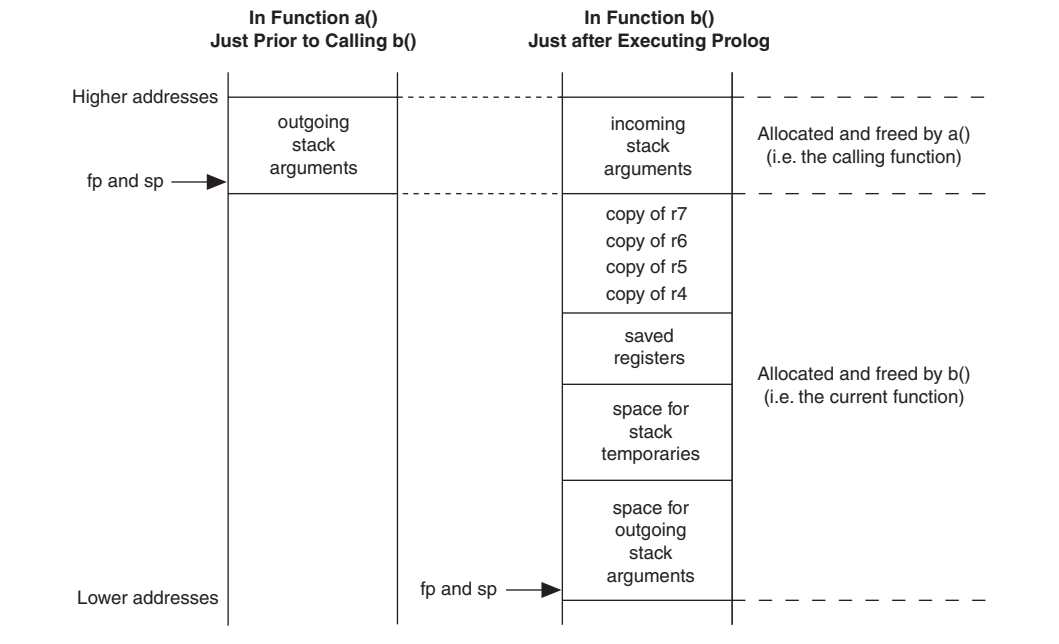 In Function a()
Just Prior to Calling b()
In Function b()
Just after Executing Prolog
Higher addresses
outgoing
stack
arguments
incoming
stack
arguments
Allocated and freed by a()
(i.e. the calling function)
fp and sp
copy of r7
copy of r6
copy of r5
copy of r4
saved
registers
Allocated and freed by b()
(i.e. the current function)
space for
stack
temporaries
space for
outgoing
stack
arguments
fp and sp
Lower addresses